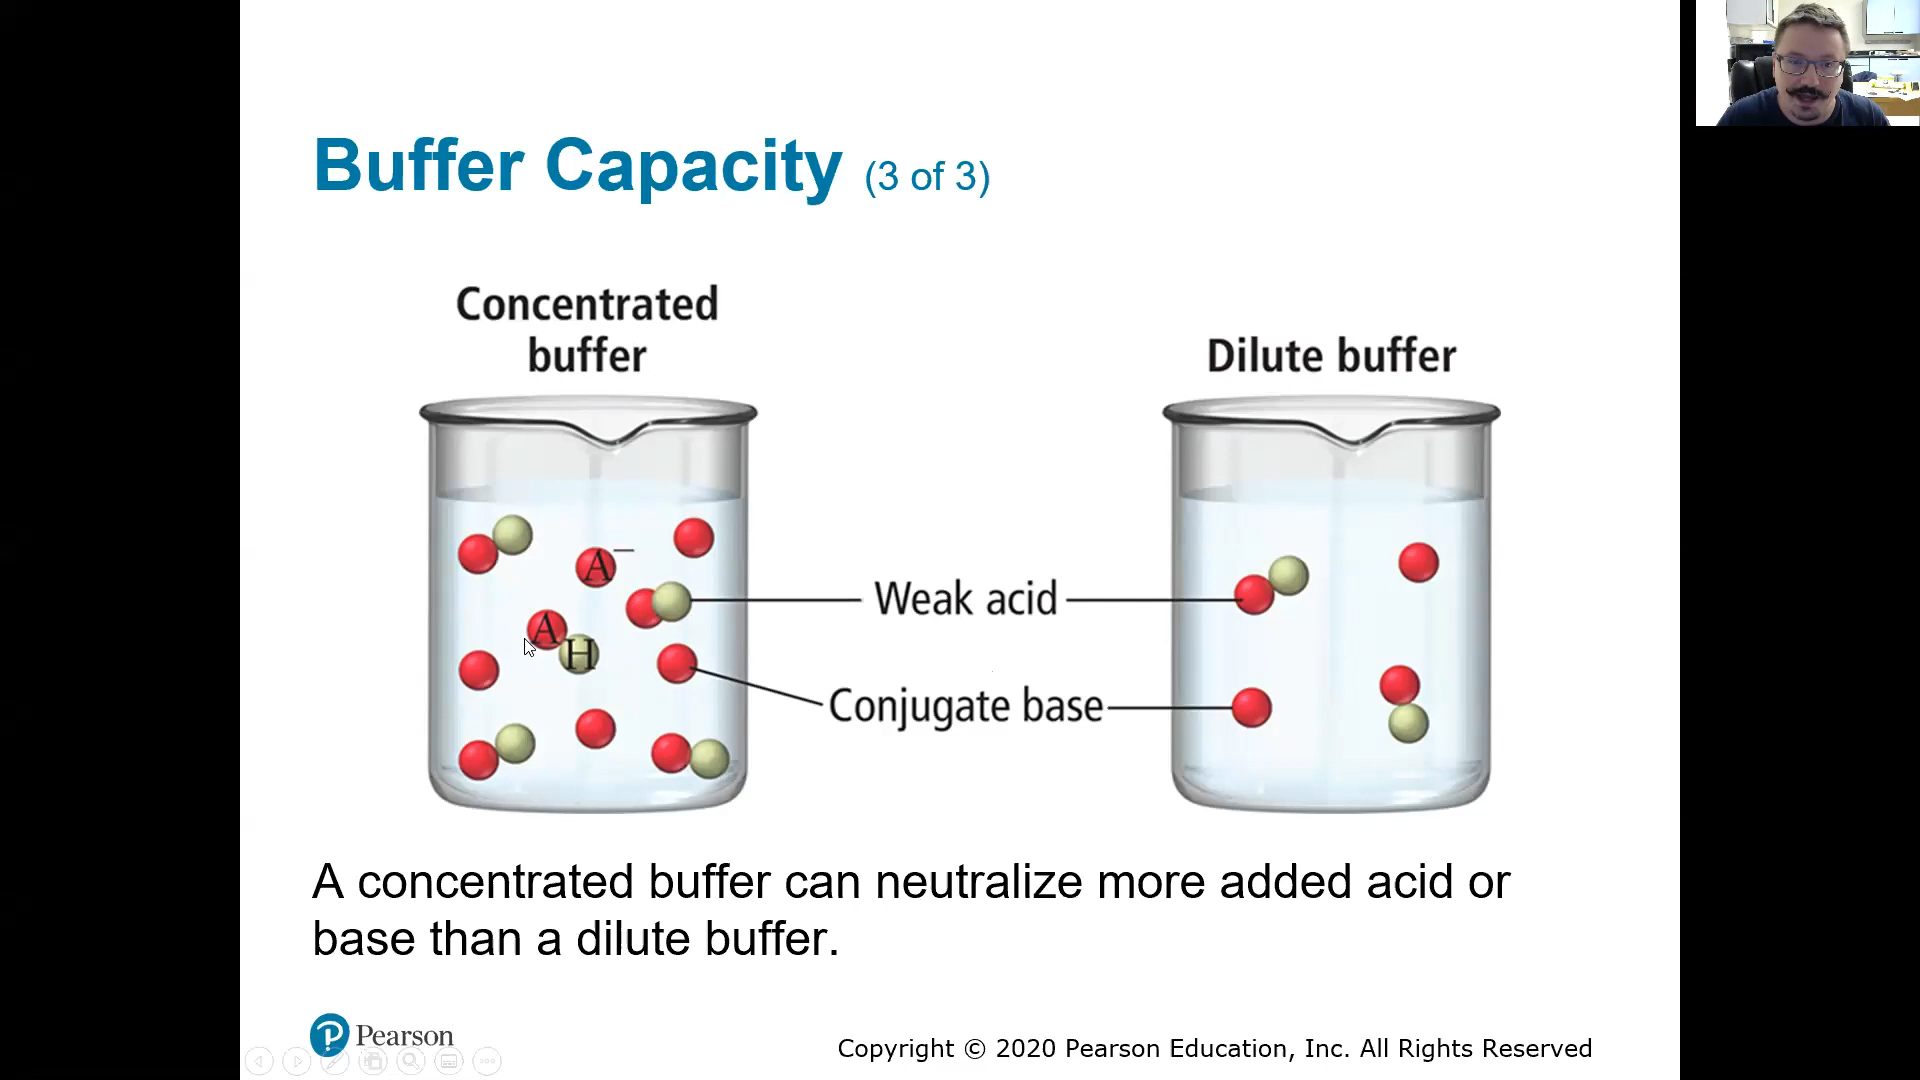 Buffer Capacity (3 of 3)
Concentrated
buffer
Dilute buffer
A⁻
Weak acid
A
H
Conjugate base
A concentrated buffer can neutralize more added acid or
base than a dilute buffer.
P Pearson
Copyright © 2020 Pearson Education, Inc. All Rights Reserved